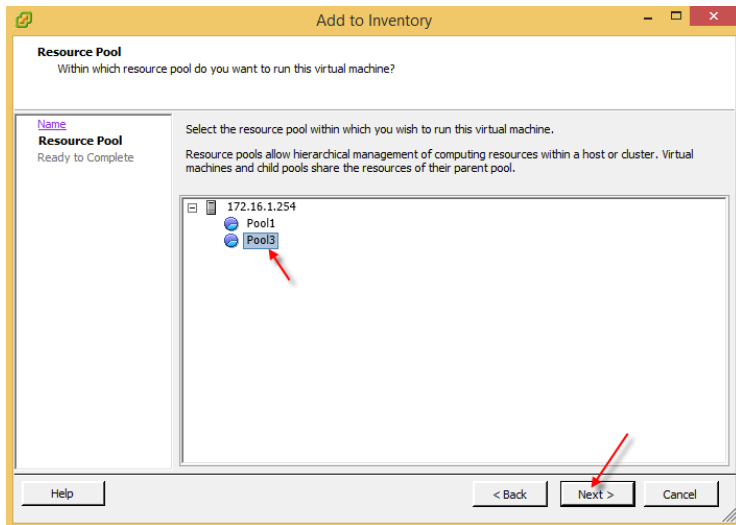 Add to Inventory
Resource Pool
Within which resource pool do you want to run this virtual machine?
Name
Resource Pool
Ready to Complete
Select the resource pool within which you wish to run this virtual machine.
Resource pools allow hierarchical management of computing resources within a host or cluster. Virtual
machines and child pools share the resources of their parent pool.
172.16.1.254
Pool1
Pool3
Help
< Back
Next >
Cancel